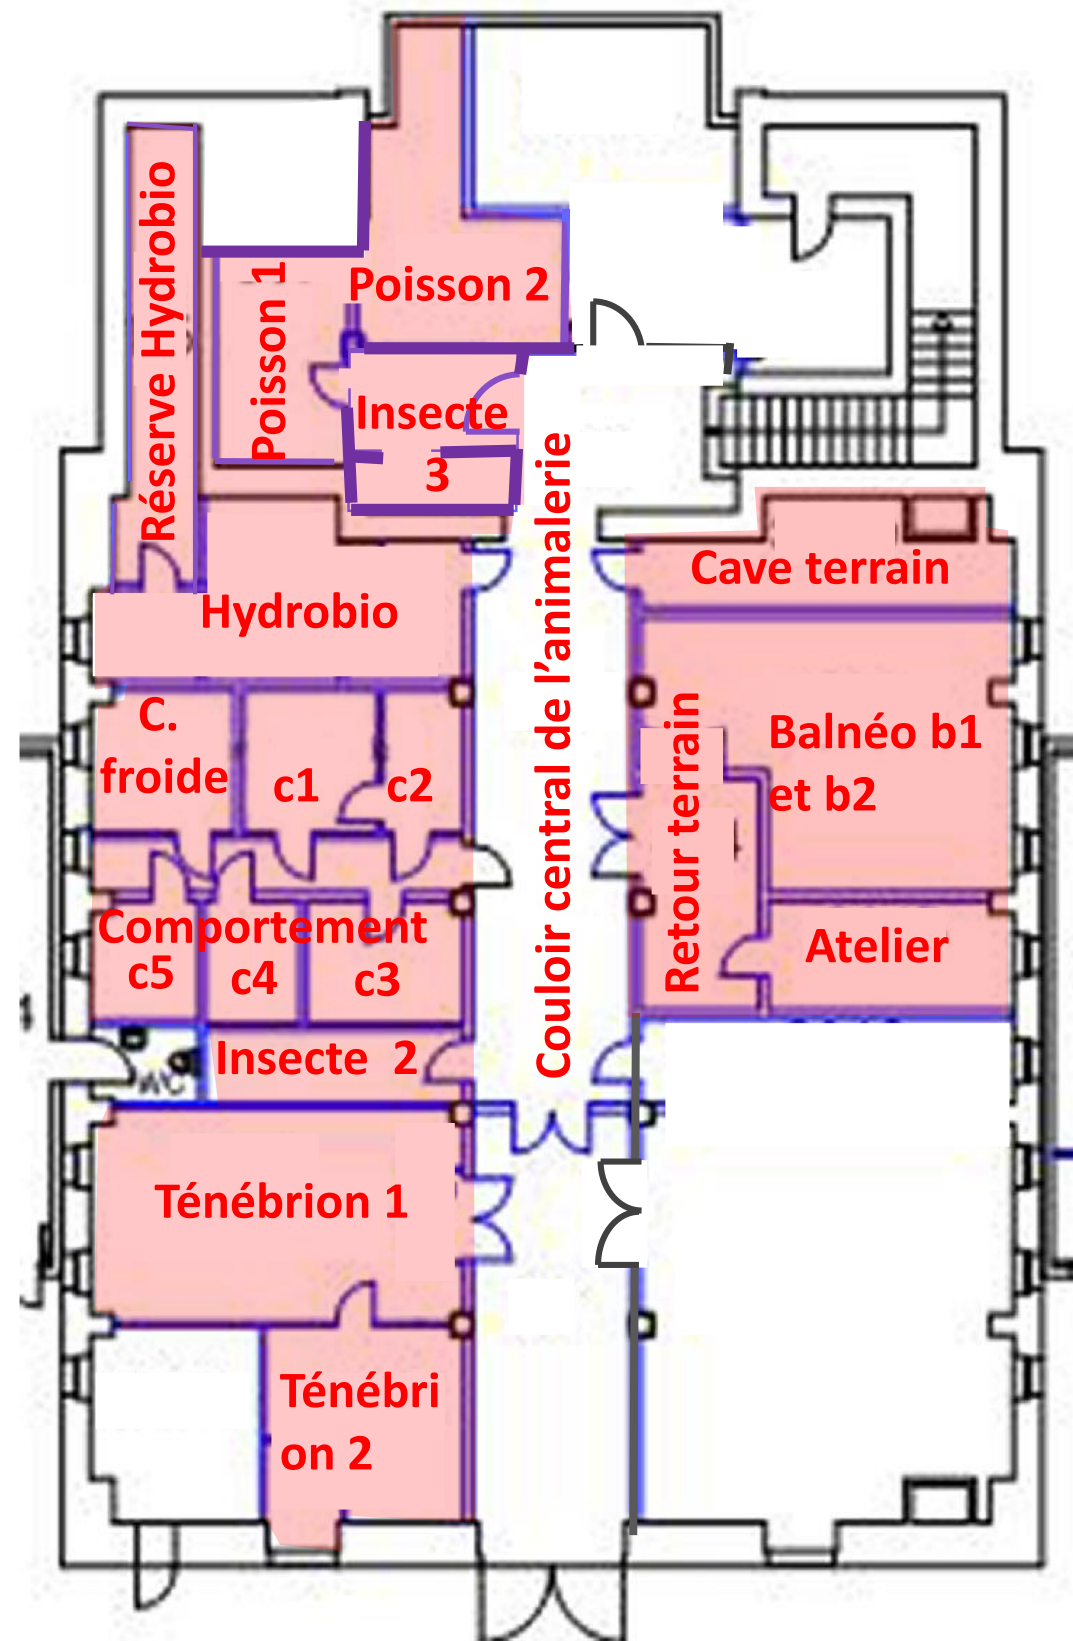 Réserve Hydrobio
Poisson 1
Poisson 2
Insecte
3
Couloir central de l’animalerie
Hydrobio
Cave terrain
C.
froide
c1
c2
Retour terrain
Balnéo b1
et b2
Comportement
c5
c4
c3
Atelier
Insecte 2
WC
Ténébrion 1
Ténébri
on 2